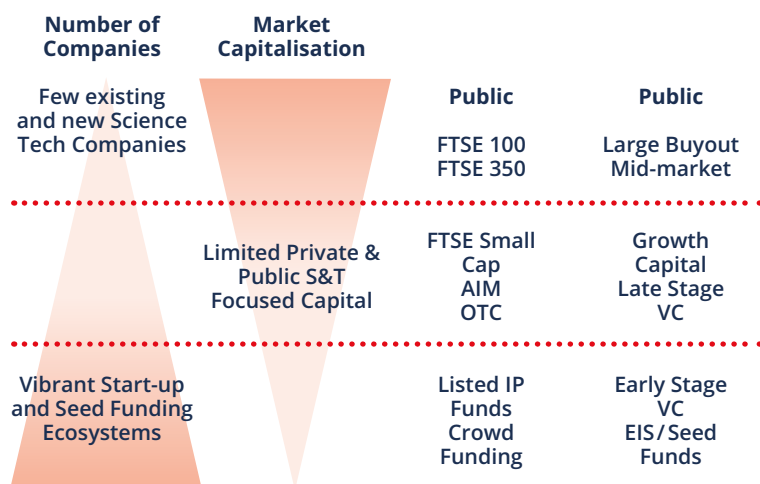 Number of
Companies
Market
Capitalisation
Few existing
and new Science
Tech Companies
Public
FTSE 100
FTSE 350
Public
Large Buyout
Mid-market
Limited Private &
Public S&T
Focused Capital
FTSE Small
Cap
AIM
OTC
Growth
Capital
Late Stage
VC
Vibrant Start-up
and Seed Funding
Ecosystems
Listed IP
Funds
Crowd
Funding
Early Stage
VC
EIS/Seed
Funds